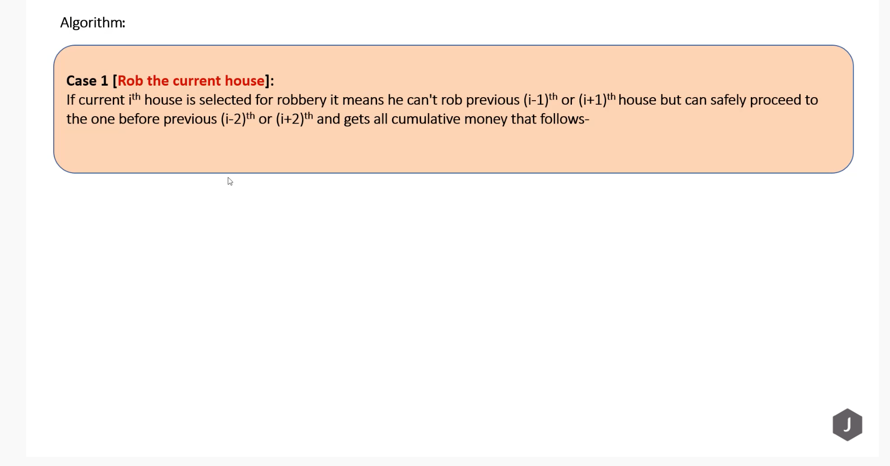 Algorithm:
Case 1 [Rob the current house]:
If current iᵗʰ house is selected for robbery it means he can't rob previous (i-1)ᵗʰ or (i+1)ᵗʰ house but can safely proceed to
the one before previous (i-2)ᵗʰ or (i+2)ᵗʰ and gets all cumulative money that follows-
J